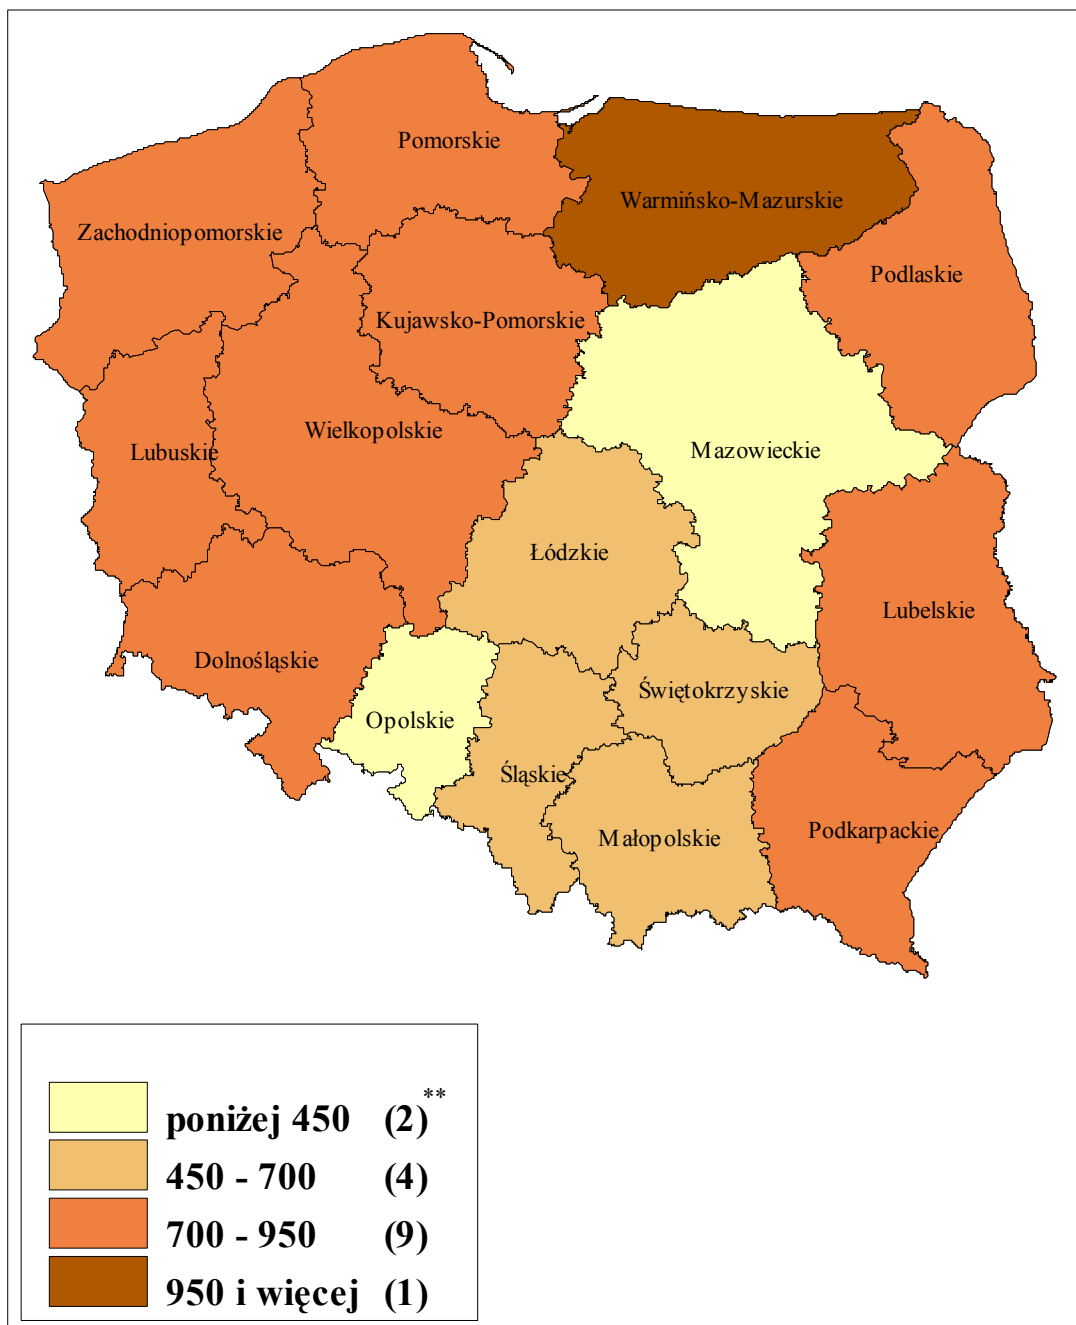 Pomorskie
Warmińsko-Mazurskie
Zachodniopomorskie
Podlaskie
Kujawsko-Pomorskie
Wielkopolskie
Lubuskie
Mazowieckie
Łódzkie
Lubelskie
Dolnośląskie
Świętokrzyskie
Opolskie
Śląskie
Małopolskie
Podkarpackie
poniżej 450 (2)**
450 - 700 (4)
700 - 950 (9)
950 i więcej (1)